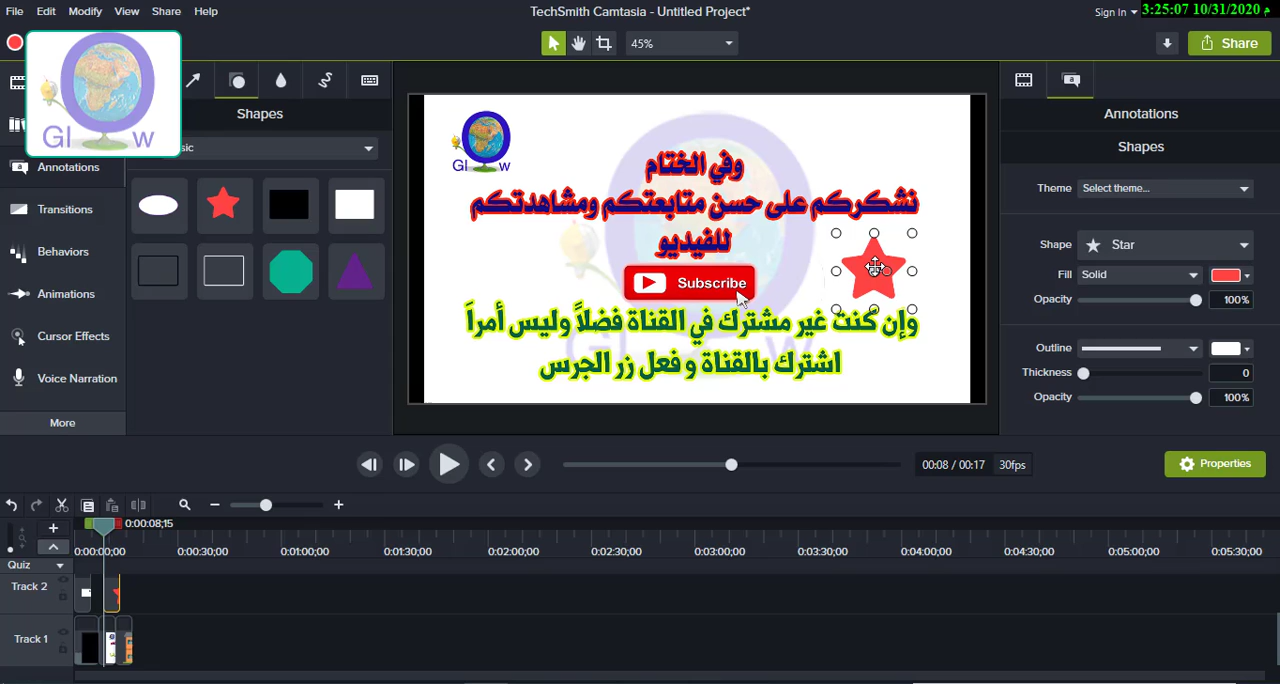 File Edit Modify View Share Help
TechSmith Camtasia - Untitled Project*
Sign In
3:25:07 10/31/2020 م
45%
Share
Gl w
Shapes
sic
Annotations
Transitions
Behaviors
Animations
Cursor Effects
Voice Narration
More
Gl w
وفي الختام
نشكركم على حسن متابعتكم ومشاهدتكم
للفيديو
Subscribe
وإن كنت غير مشترك في القناة فضلاً وليس أمراً
اشترك بالقناة و فعل زر الجرس
Annotations
Shapes
Theme Select theme...
Shape Star
Fill Solid
Opacity 100%
Outline
Thickness 0
Opacity 100%
00:08 / 00:17 30fps
Properties
0:00:08;15
0:00:00;00 0:00:30;00 0:01:00;00 0:01:30;00 0:02:00;00 0:02:30;00 0:03:00;00 0:03:30;00 0:04:00;00 0:04:30;00 0:05:00;00 0:05:30;00
Quiz
Track 2
Track 1